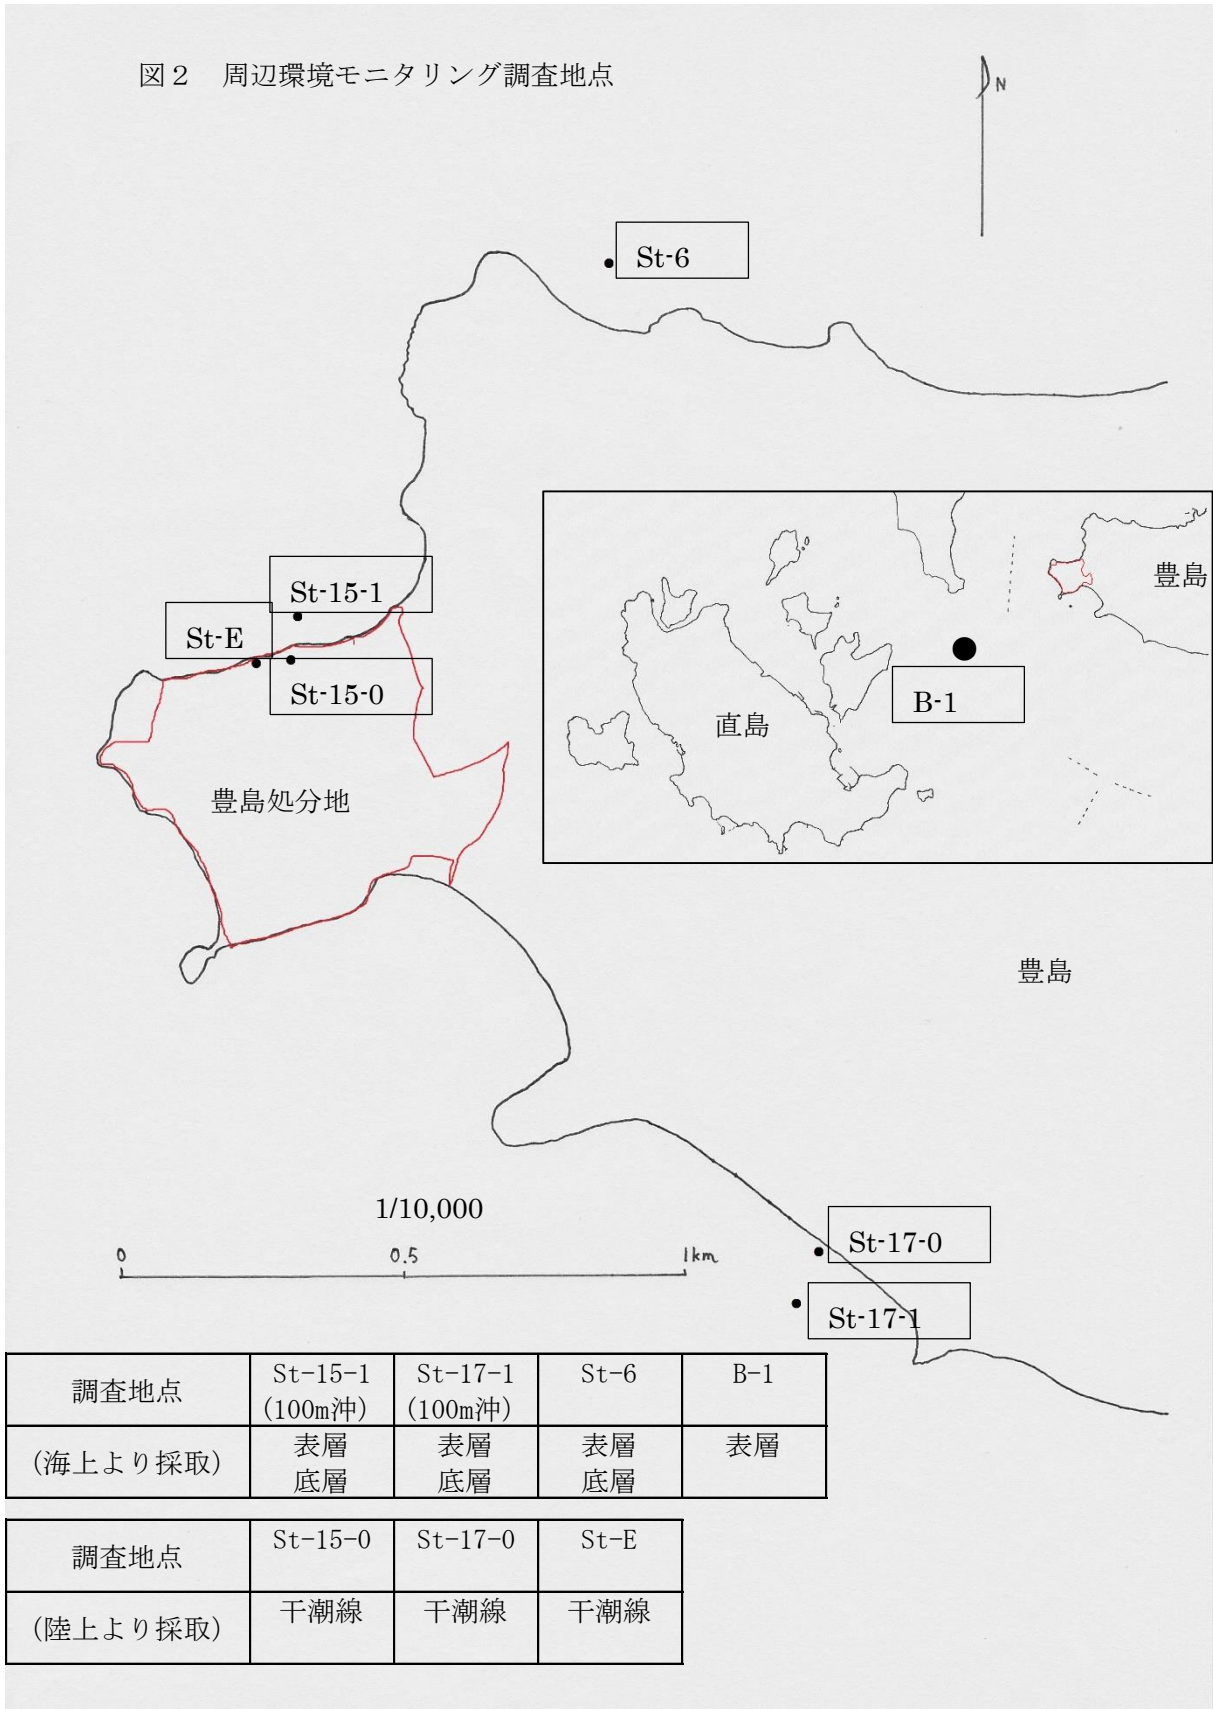 図２　周辺環境モニタリング調査地点
N
St-6
St-15-1
St-E
St-15-0
豊島処分地
豊島
直島
B-1
豊島
1/10,000
0 0.5 1km
St-17-0
St-17-1
調査地点 St-15-1 St-17-1 St-6 B-1
(100m沖) (100m沖)
(海上より採取) 表層 表層 表層 表層
底層 底層 底層
調査地点 St-15-0 St-17-0 St-E
(陸上より採取) 干潮線 干潮線 干潮線